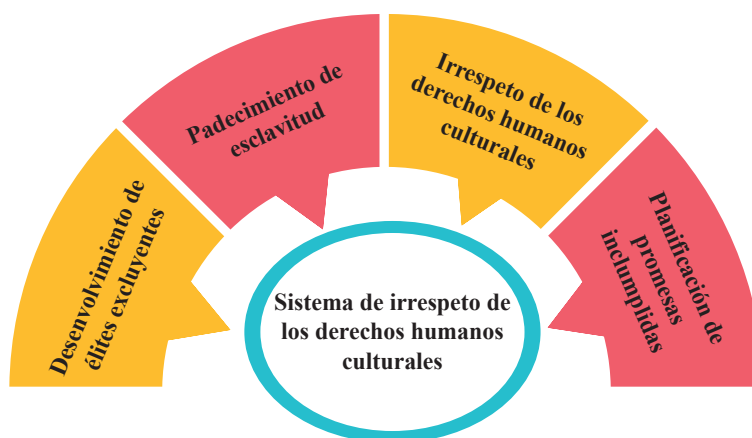 Desenvolvimiento de
élites excluyentes
Padecimiento de
esclavitud
Irrespeto de los
derechos humanos
culturales
Planificación de
promesas
inclumplidas
Sistema de irrespeto de
los derechos humanos
culturales